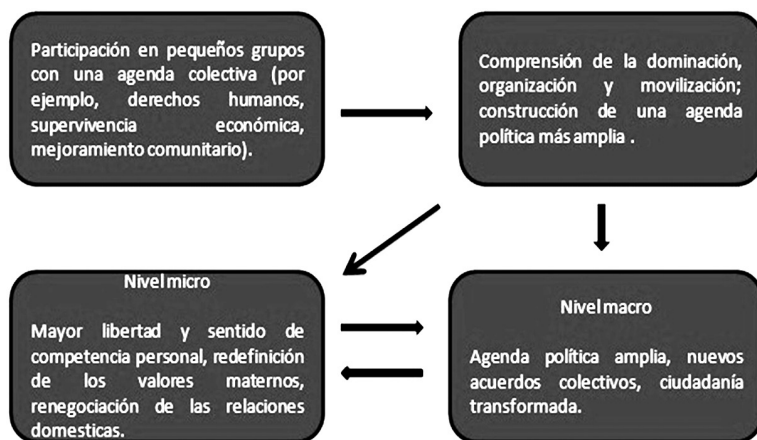 Participación en pequeños grupos
con una agenda colectiva (por
ejemplo, derechos humanos,
supervivencia económica,
mejoramiento comunitario).
Comprensión de la dominación,
organización y movilización;
construcción de una agenda
política más amplia .
Nivel micro
Mayor libertad y sentido de
competencia personal, redefinición
de los valores maternos,
renegociación de las relaciones
domesticas.
Nivel macro
Agenda política amplia, nuevos
acuerdos colectivos, ciudadanía
transformada.